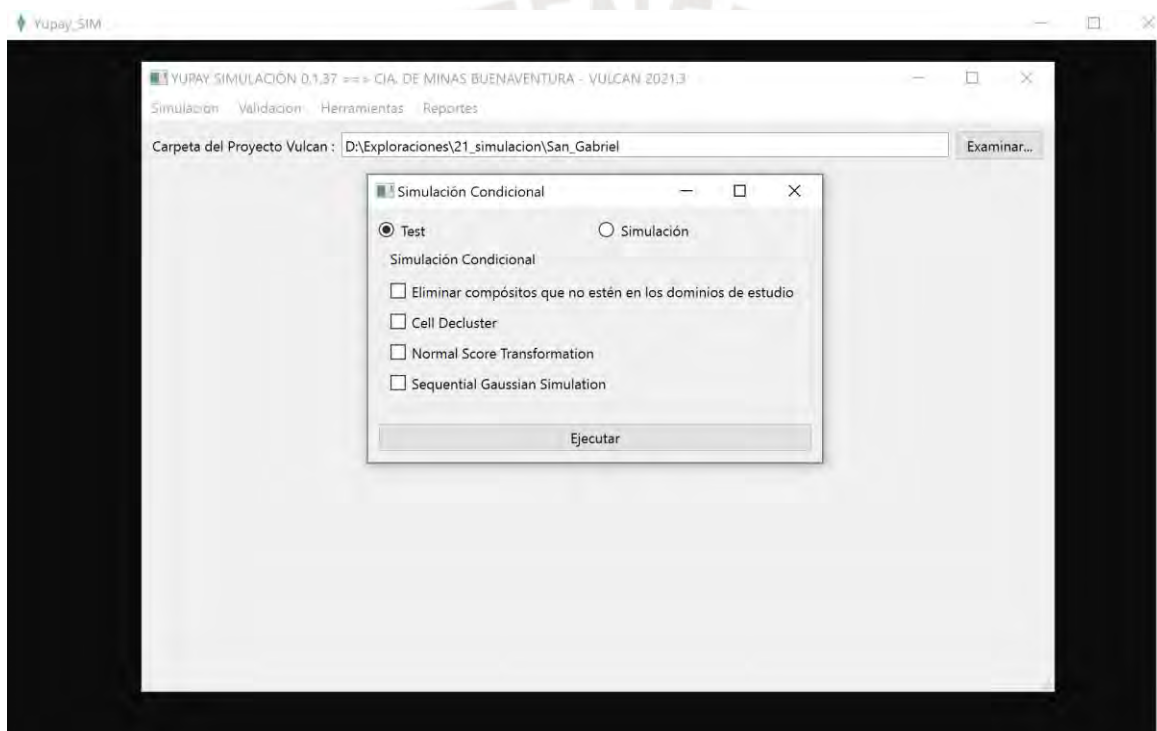 Yupay_SIM
YUPAY SIMULACIÓN 0.1.37 ==> CIA. DE MINAS BUENAVENTURA - VULCAN 2021.3
Simulacion Validacion Herramientas Reportes
Carpeta del Proyecto Vulcan : D:\Exploraciones\21_simulacion\San_Gabriel Examinar...
Simulación Condicional
Test Simulación
Simulación Condicional
Eliminar compósitos que no estén en los dominios de estudio
Cell Decluster
Normal Score Transformation
Sequential Gaussian Simulation
Ejecutar